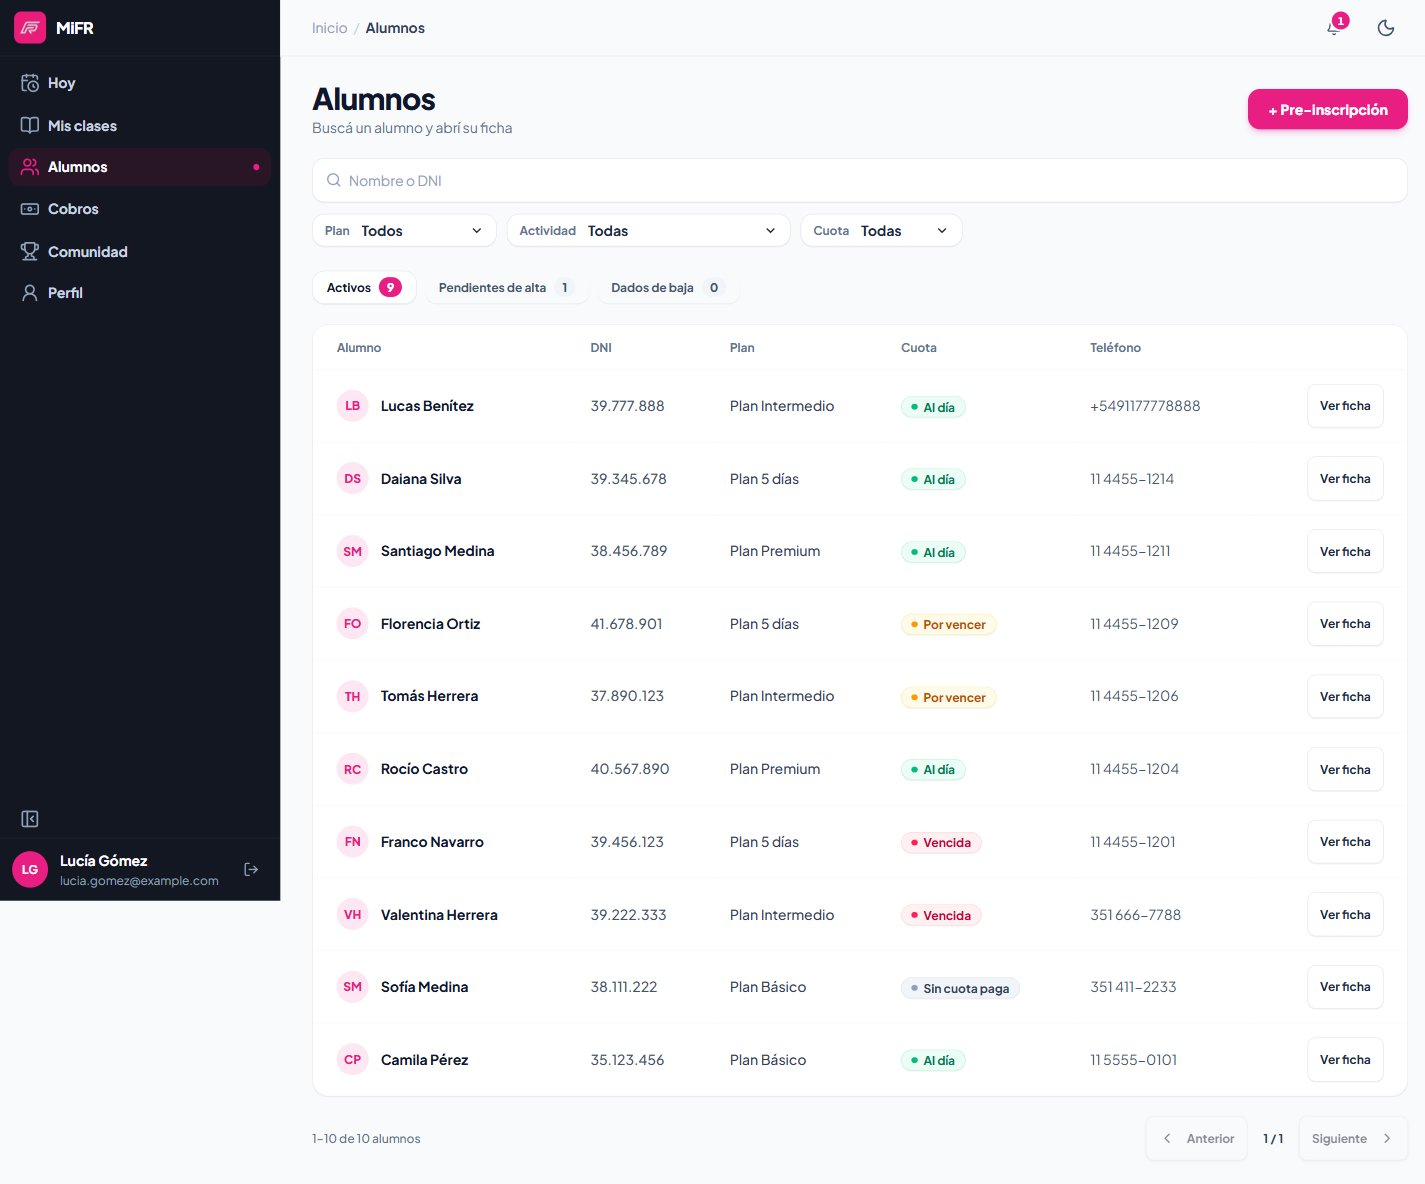 MiFR
Hoy
Mis clases
Alumnos
Cobros
Comunidad
Perfil
LG
Lucía Gómez
lucia.gomez@example.com
Inicio / Alumnos
1
Alumnos
Buscá un alumno y abrí su ficha
+ Pre-inscripción
Nombre o DNI
Plan Todos
Actividad Todas
Cuota Todas
Activos 9
Pendientes de alta 1
Dados de baja 0
Alumno DNI Plan Cuota Teléfono
LB Lucas Benítez 39.777.888 Plan Intermedio Al día +5491177778888 Ver ficha
DS Daiana Silva 39.345.678 Plan 5 días Al día 11 4455-1214 Ver ficha
SM Santiago Medina 38.456.789 Plan Premium Al día 11 4455-1211 Ver ficha
FO Florencia Ortiz 41.678.901 Plan 5 días Por vencer 11 4455-1209 Ver ficha
TH Tomás Herrera 37.890.123 Plan Intermedio Por vencer 11 4455-1206 Ver ficha
RC Rocío Castro 40.567.890 Plan Premium Al día 11 4455-1204 Ver ficha
FN Franco Navarro 39.456.123 Plan 5 días Vencida 11 4455-1201 Ver ficha
VH Valentina Herrera 39.222.333 Plan Intermedio Vencida 351 666-7788 Ver ficha
SM Sofía Medina 38.111.222 Plan Básico Sin cuota paga 351 411-2233 Ver ficha
CP Camila Pérez 35.123.456 Plan Básico Al día 11 5555-0101 Ver ficha
1-10 de 10 alumnos
Anterior
1 / 1
Siguiente